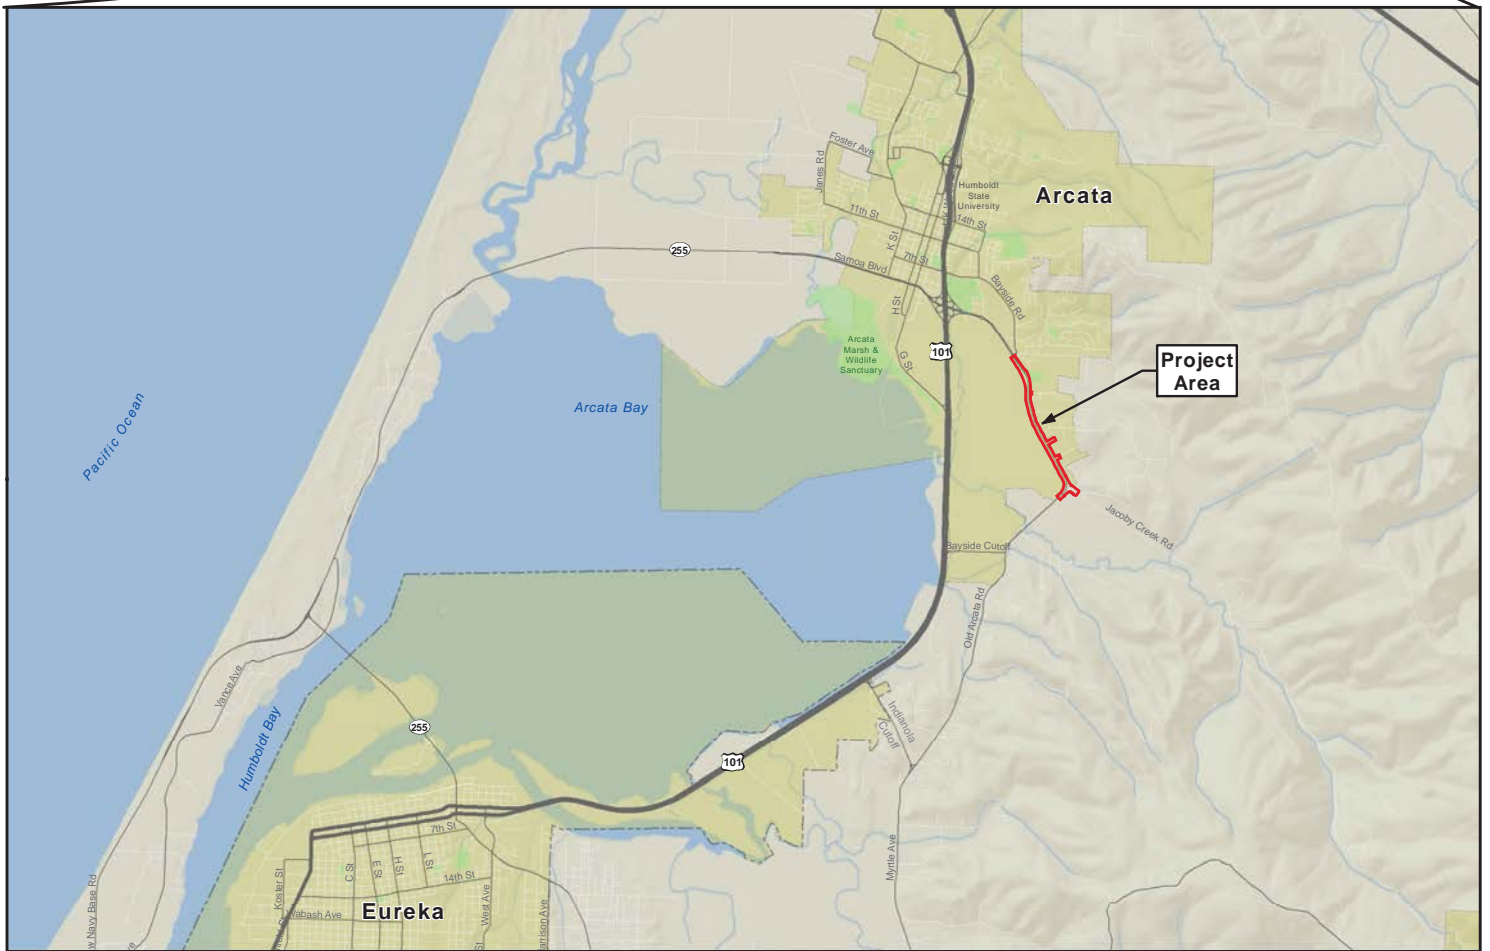 Foster Ave
Janes Rd
Humboldt
State
University
Arcata
11th St
14th St
K St
255
7th St
Samoa Blvd
Bayside Rd
H St
Arcata
Marsh &
Wildlife
Sanctuary
G St
101
Project
Area
Arcata Bay
Pacific Ocean
Jacoby Creek Rd
Bayside Cutoff
Old Arcata Rd
Vance Ave
Humboldt Bay
255
Indianola
Cutoff
101
7th St
Myrtle Ave
C St
E St
H St
L St
Koster St
14th St
West Ave
Wabash Ave
Eureka
w Navy Base Rd
St
arrison Ave